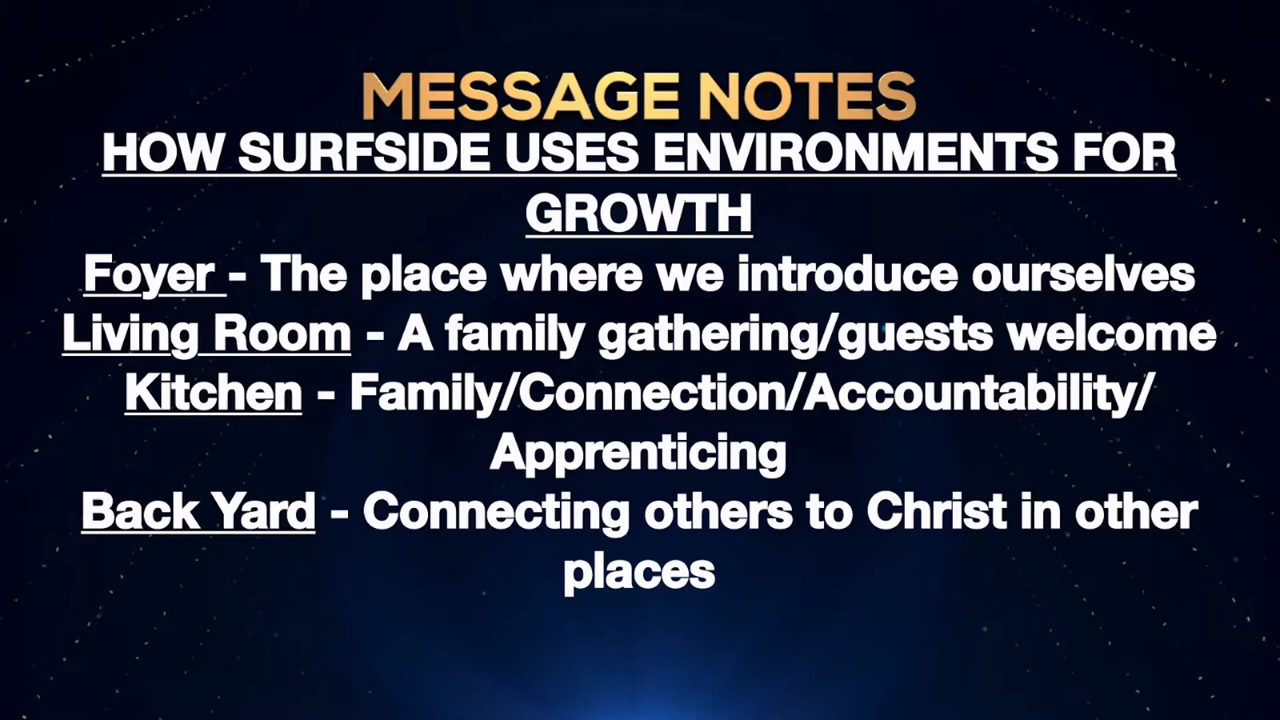 MESSAGE NOTES
HOW SURFSIDE USES ENVIRONMENTS FOR
GROWTH
Foyer - The place where we introduce ourselves
Living Room - A family gathering/guests welcome
Kitchen - Family/Connection/Accountability/
Apprenticing
Back Yard - Connecting others to Christ in other
places